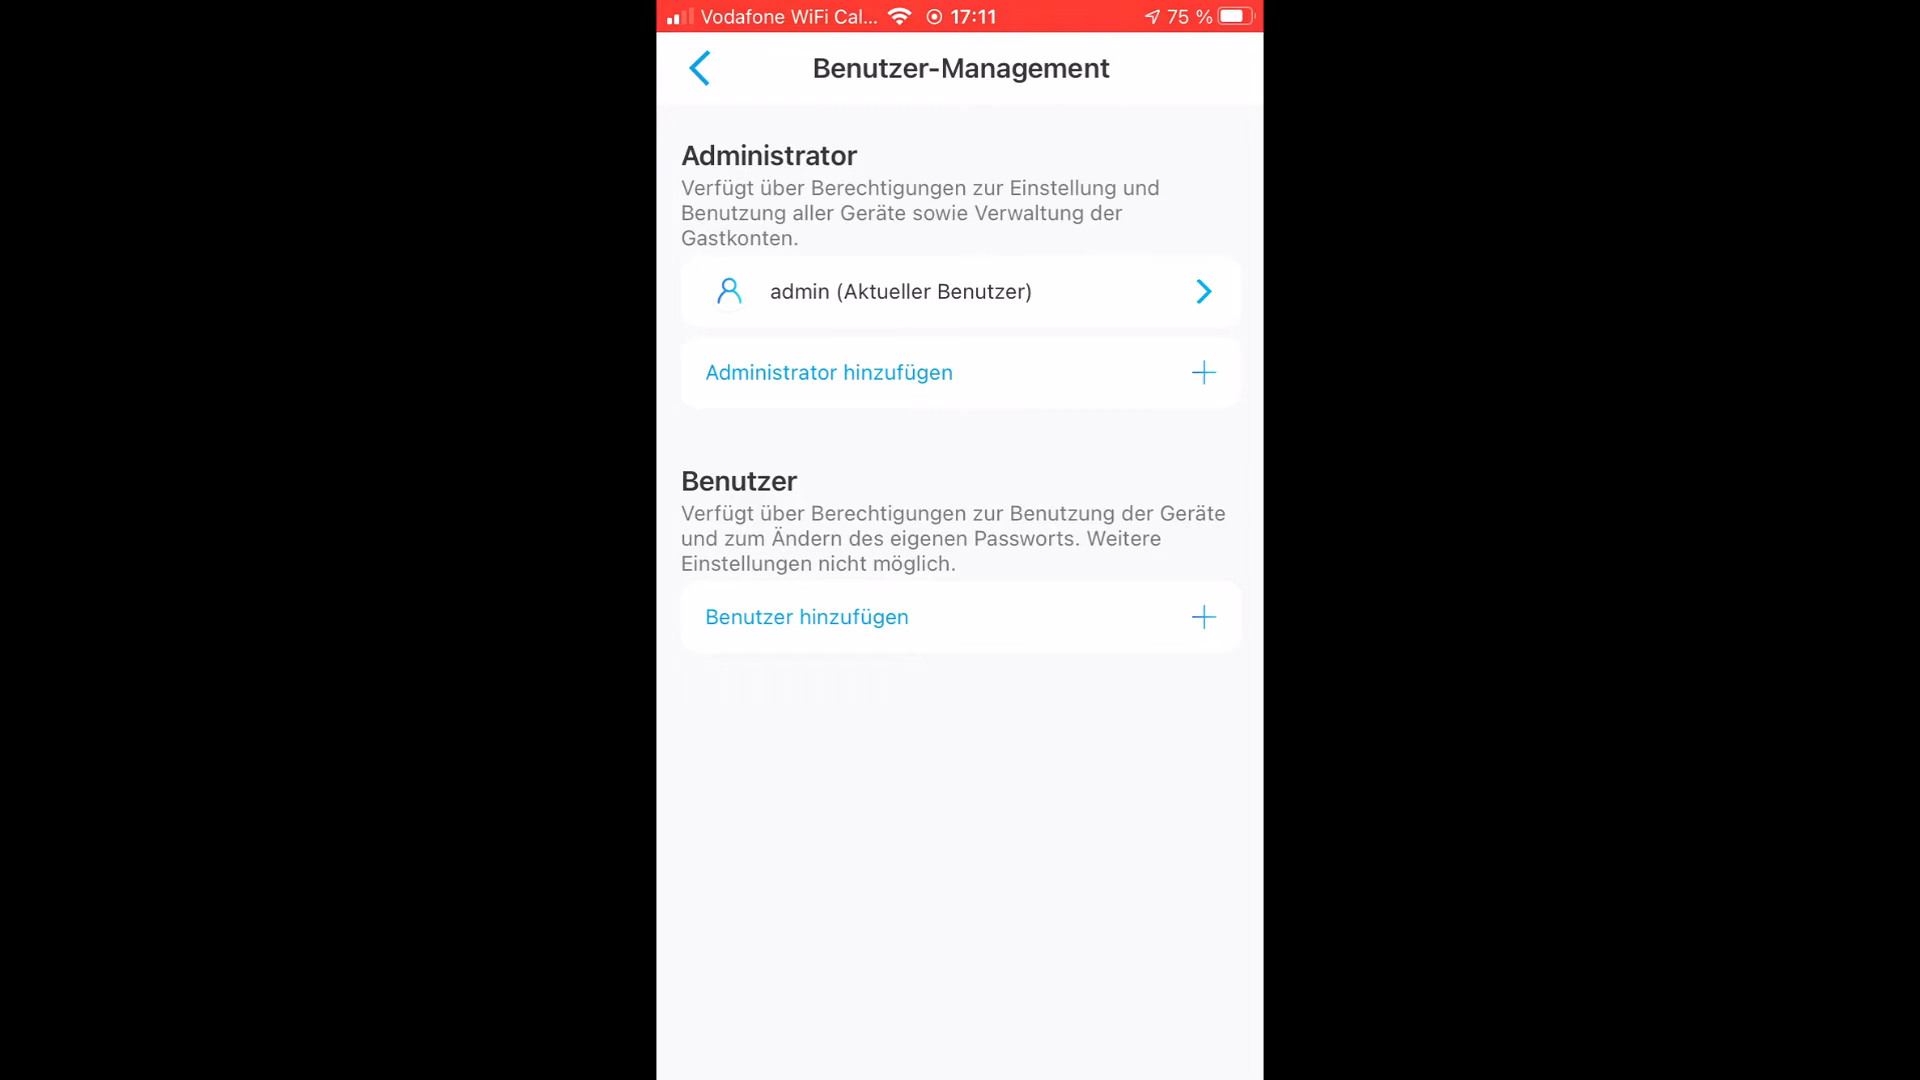 Vodafone WiFi Cal... 17:11 75 %
Benutzer-Management
Administrator
Verfügt über Berechtigungen zur Einstellung und
Benutzung aller Geräte sowie Verwaltung der
Gastkonten.
admin (Aktueller Benutzer)
Administrator hinzufügen
Benutzer
Verfügt über Berechtigungen zur Benutzung der Geräte
und zum Ändern des eigenen Passworts. Weitere
Einstellungen nicht möglich.
Benutzer hinzufügen